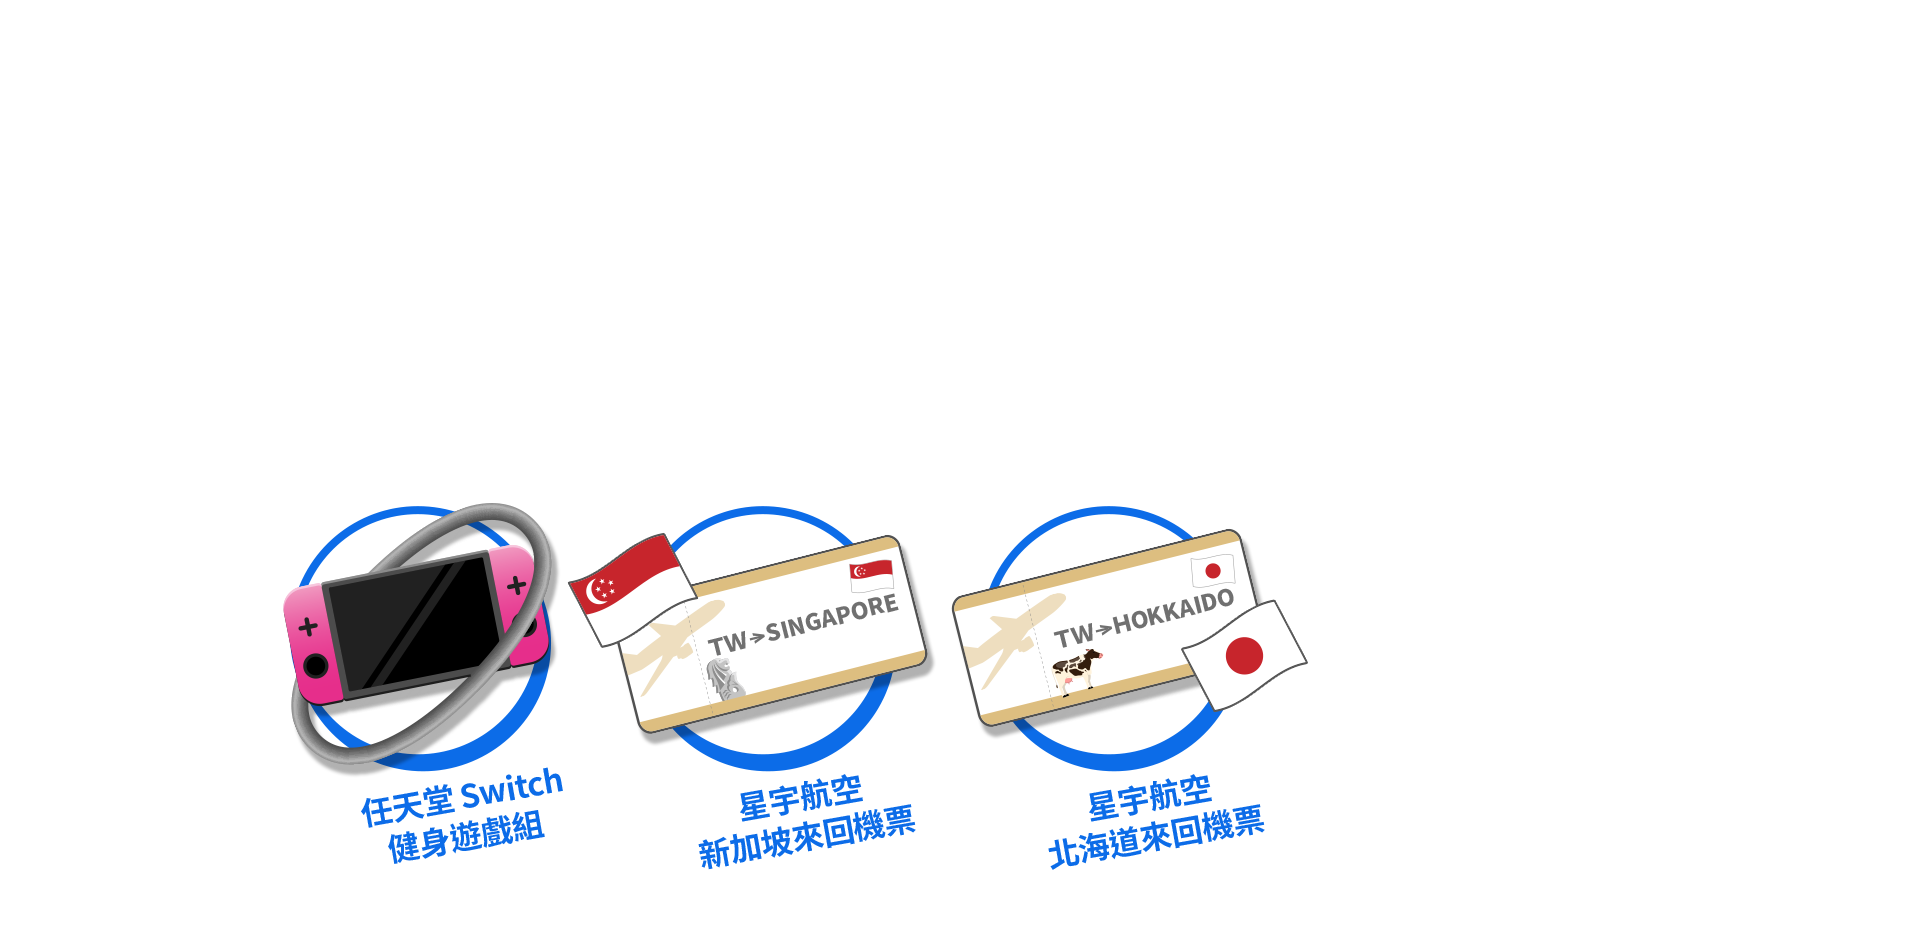 TW→SINGAPORE
TW→HOKKAIDO
任天堂 Switch
健身遊戲組
星宇航空
新加坡來回機票
星宇航空
北海道來回機票